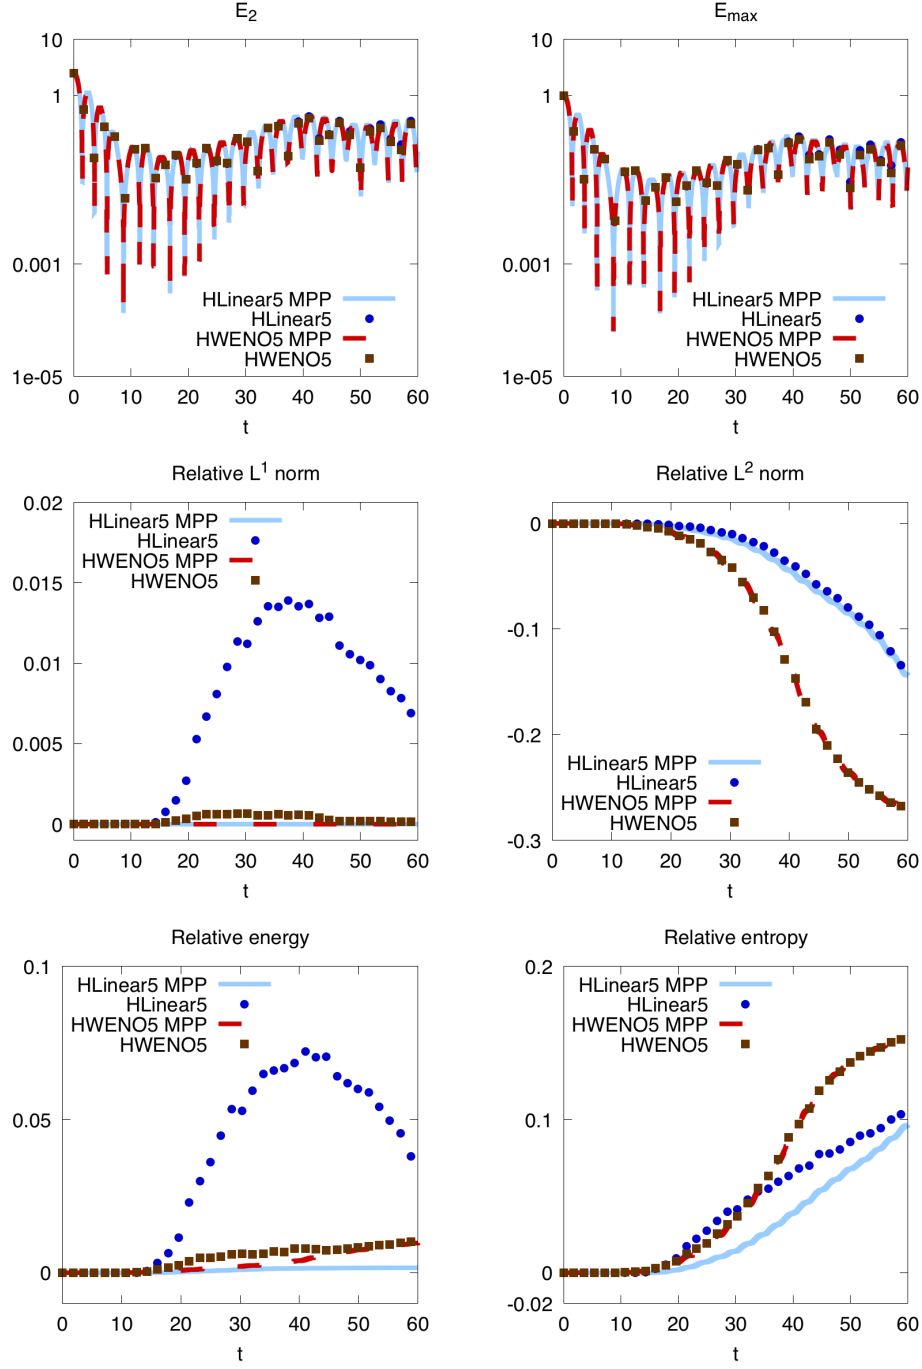 E2
10
1
0.001
1e-05
HLinear5 MPP
HLinear5
HWENO5 MPP
HWENO5
0 10 20 30 40 50 60
t
Emax
10
1
0.001
1e-05
HLinear5 MPP
HLinear5
HWENO5 MPP
HWENO5
0 10 20 30 40 50 60
t
Relative L1 norm
0.02
0.015
0.01
0.005
0
HLinear5 MPP
HLinear5
HWENO5 MPP
HWENO5
0 10 20 30 40 50 60
t
Relative L2 norm
0
-0.1
-0.2
-0.3
HLinear5 MPP
HLinear5
HWENO5 MPP
HWENO5
0 10 20 30 40 50 60
t
Relative energy
0.1
0.05
0
HLinear5 MPP
HLinear5
HWENO5 MPP
HWENO5
0 10 20 30 40 50 60
t
Relative entropy
0.2
0.1
0
-0.02
HLinear5 MPP
HLinear5
HWENO5 MPP
HWENO5
0 10 20 30 40 50 60
t